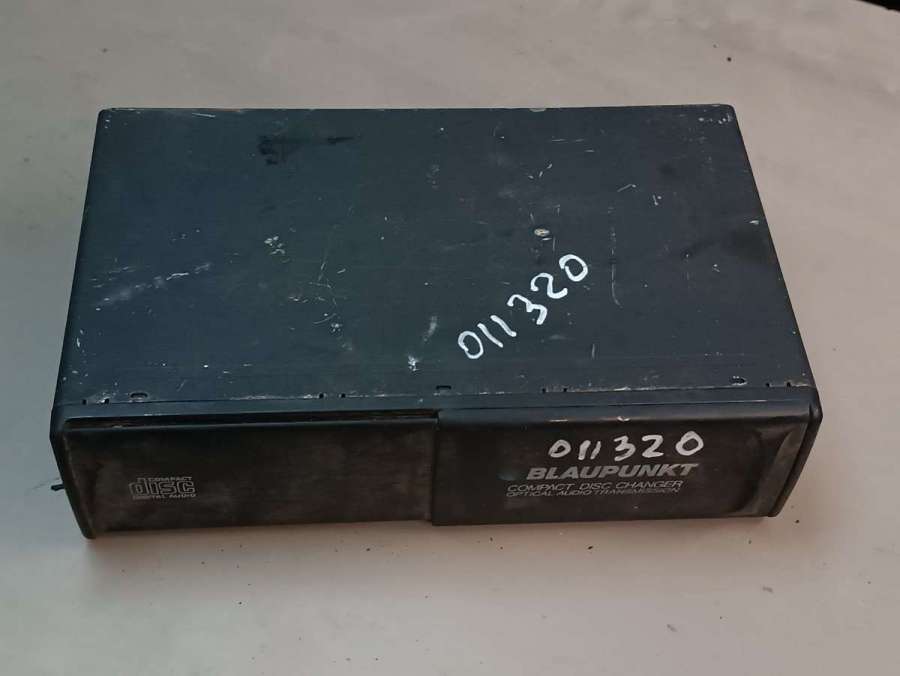 011320
011320
BLAUPUNKT
COMPACT DISC CHANGER
OPTICAL AUDIO TRANSMISSION
COMPACT
disc
DIGITAL AUDIO